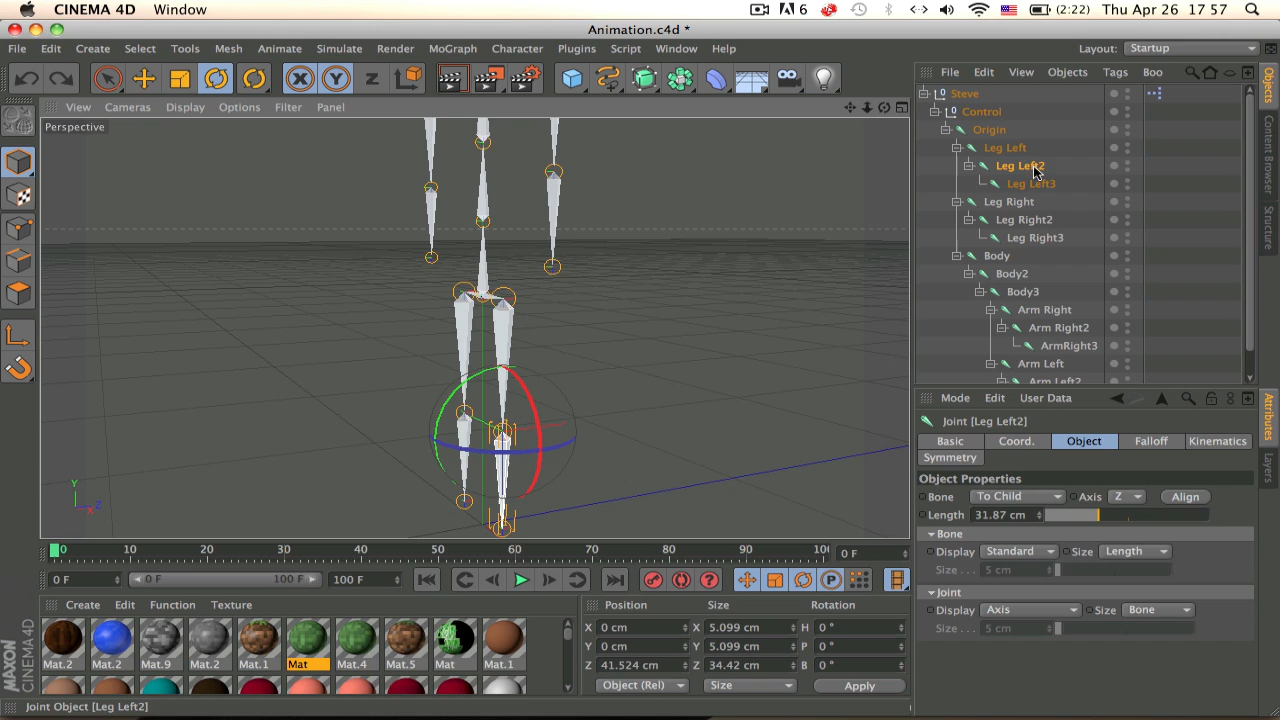 CINEMA 4D Window 6 (2:22) Thu Apr 26 17:57
Animation.c4d *
File Edit Create Select Tools Mesh Animate Simulate Render MoGraph Character Plugins Script Window Help Layout: Startup
X Y Z
File Edit View Objects Tags Boo
View Cameras Display Options Filter Panel
Perspective
Steve
Control
Origin
Leg Left
Leg Left2
Leg Left3
Leg Right
Leg Right2
Leg Right3
Body
Body2
Body3
Arm Right
Arm Right2
ArmRight3
Arm Left
Arm Left2
Objects
Content Browser
Structure
Y
X
Z
Mode Edit User Data
Joint [Leg Left2]
Basic Coord. Object Falloff Kinematics
Symmetry
Object Properties
Bone To Child Axis Z Align
Length 31.87 cm
Bone
Display Standard Size Length
Size . . . 5 cm
Joint
Display Axis Size Bone
Size . . . 5 cm
Attributes
Layers
0 10 20 30 40 50 60 70 80 90 10 0 F
0 F 0 F 100 F 100 F
P
Create Edit Function Texture
Mat.2 Mat.2 Mat.9 Mat.2 Mat.1 Mat Mat.4 Mat.5 Mat Mat.1
Position Size Rotation
X 0 cm X 5.099 cm H 0 °
Y 0 cm Y 5.099 cm P 0 °
Z 41.524 cm Z 34.42 cm B 0 °
Object (Rel) Size Apply
MAXON
CINEMA 4D
Joint Object [Leg Left2]